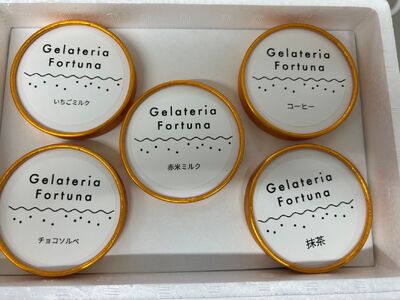 Gelateria
Fortuna
いちごミルク
Gelateria
Fortuna
コーヒー
Gelateria
Fortuna
赤米ミルク
Gelateria
Fortuna
チョコソルベ
Gelateria
Fortuna
抹茶